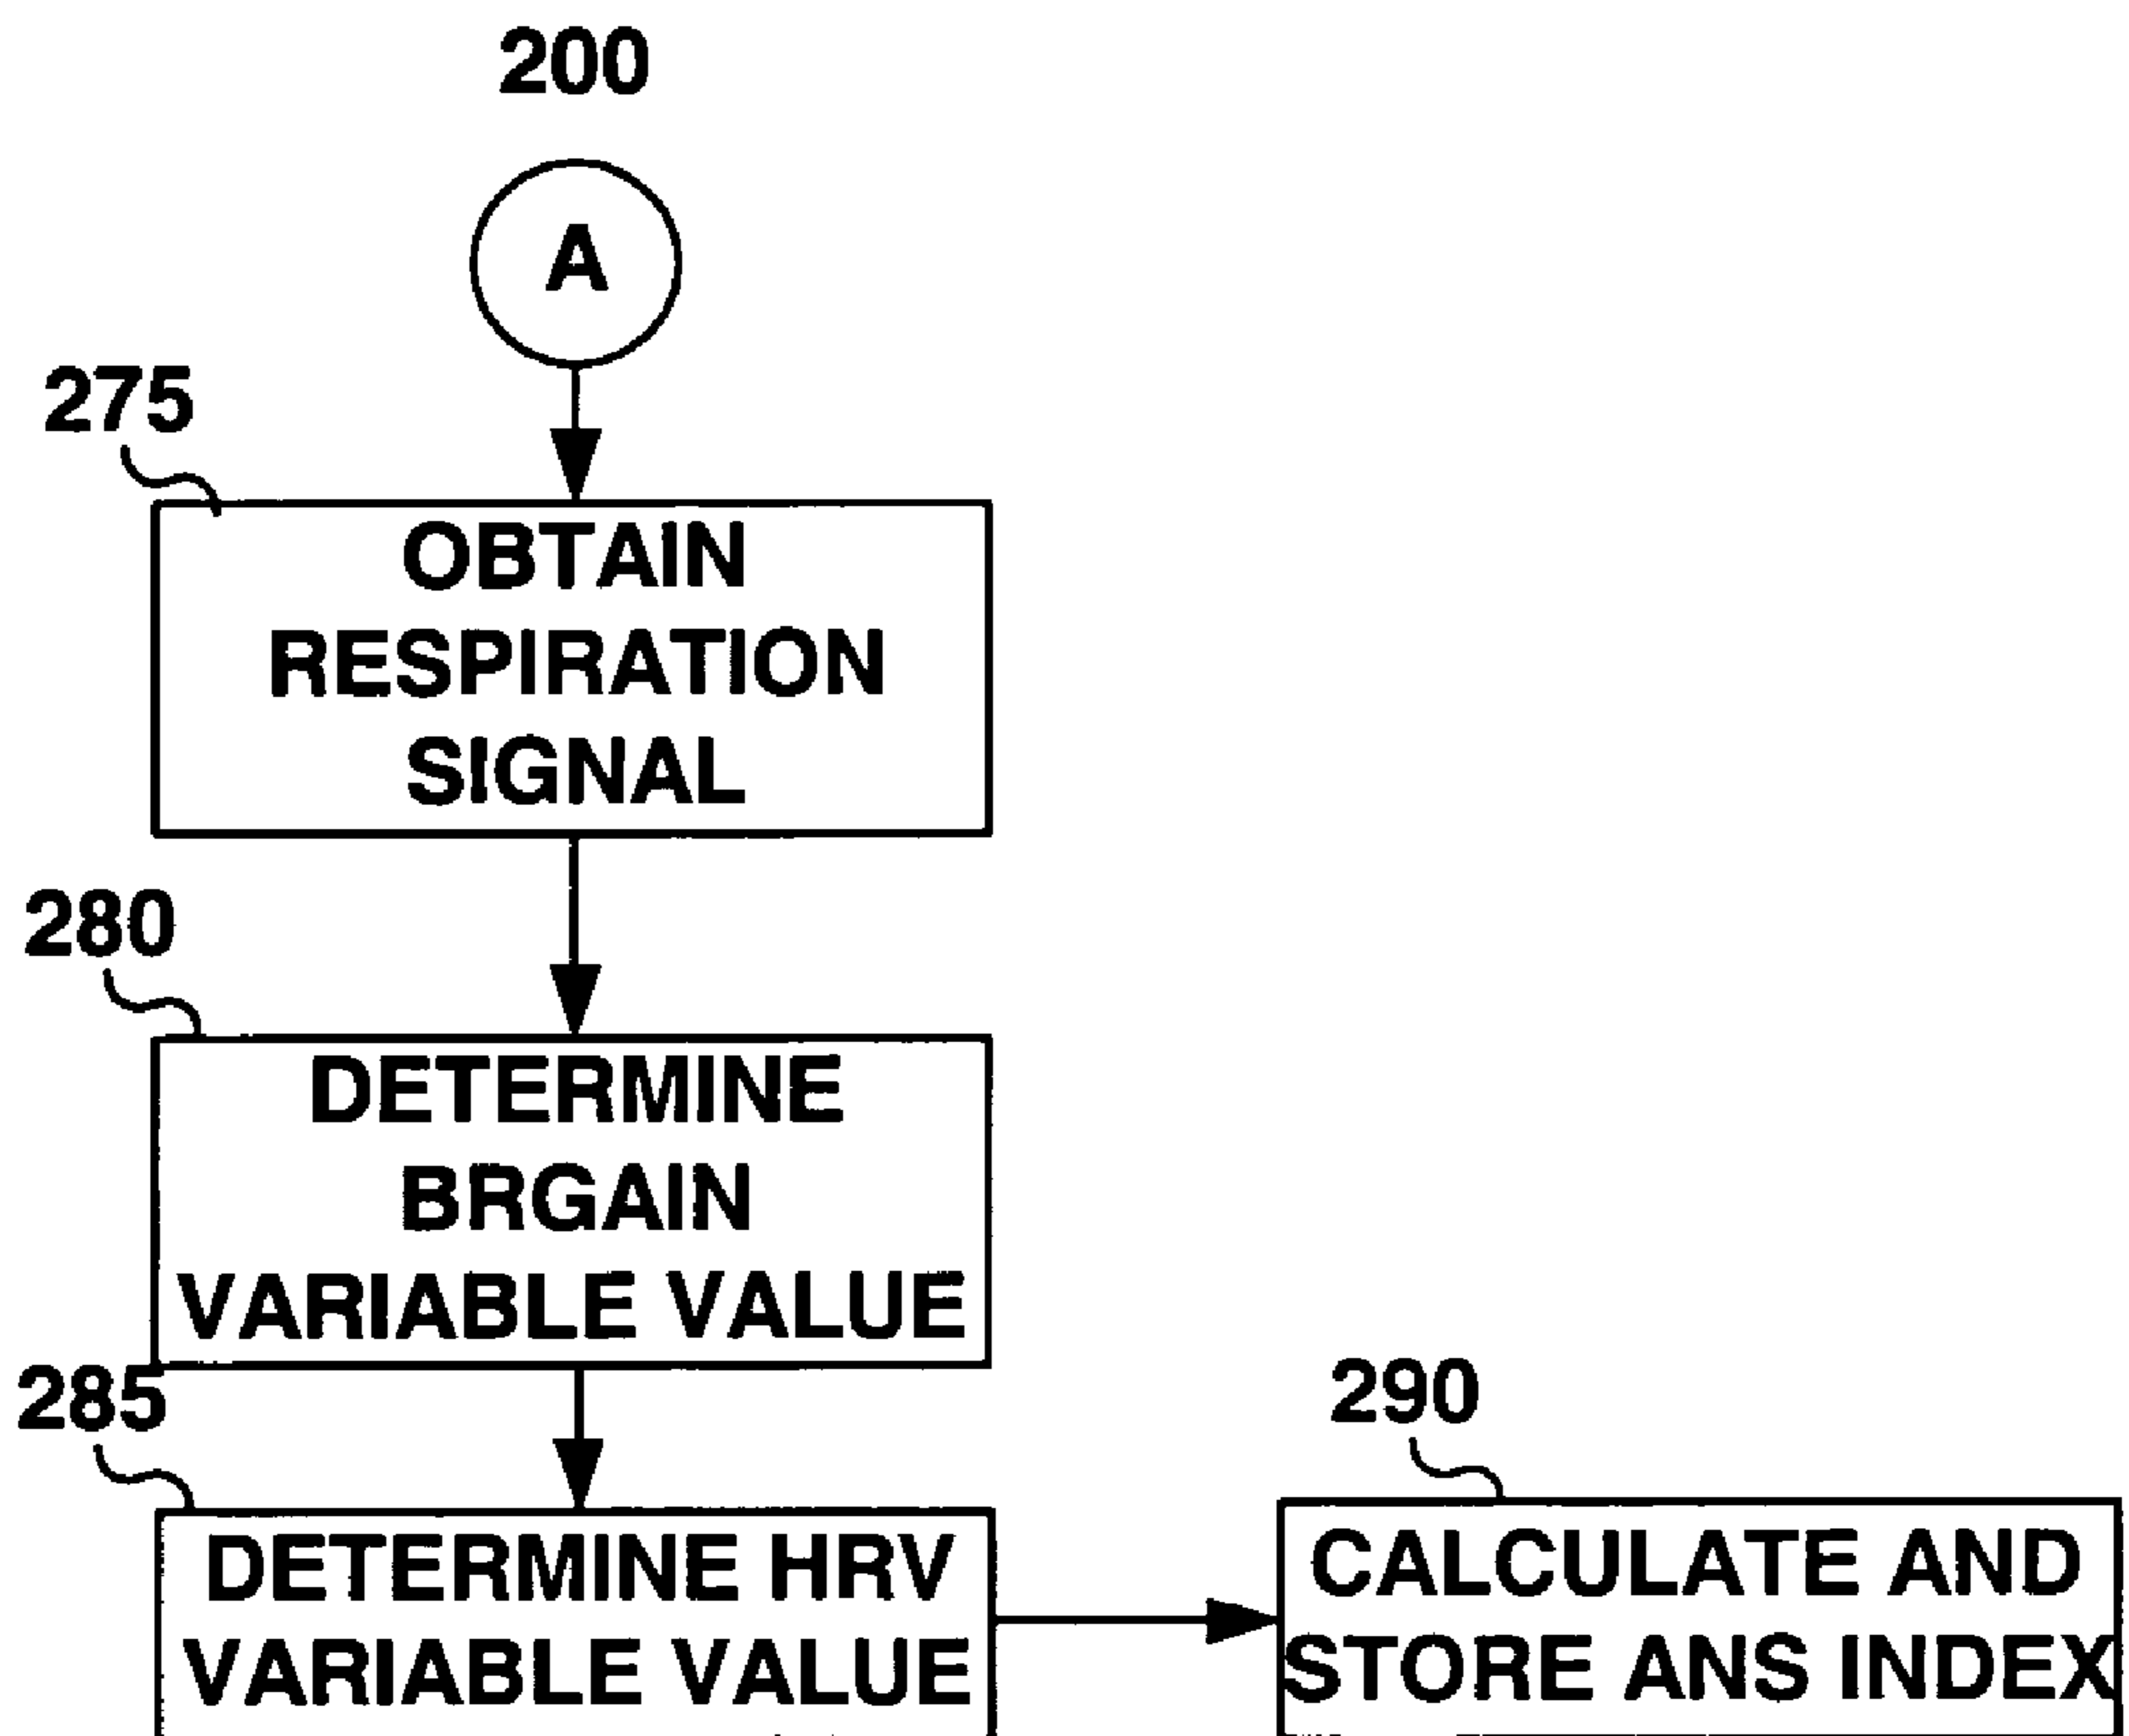 200
A
275
OBTAIN
RESPIRATION
SIGNAL
280
DETERMINE
BRGAIN
VARIABLE VALUE
285
DETERMINE HRV
VARIABLE VALUE
290
CALCULATE AND
STORE ANS INDEX